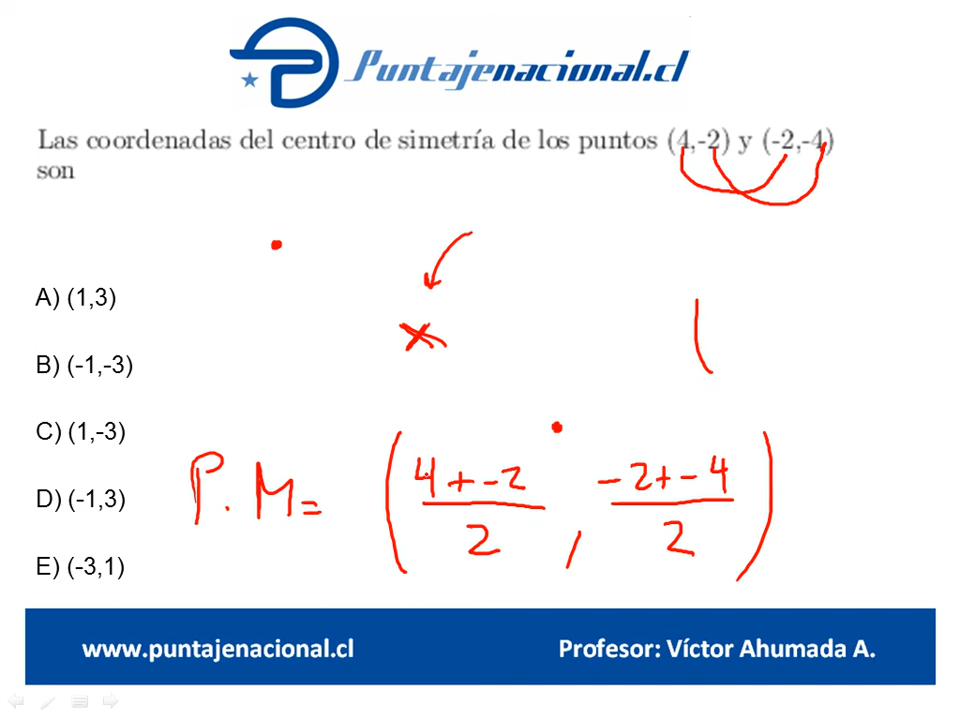 Puntajenacional.cl
Las coordenadas del centro de simetría de los puntos (4,-2) y (-2,-4)
son
A) (1,3)
B) (-1,-3)
C) (1,-3)
D) (-1,3)
E) (-3,1)
P.M= (4+-2/2, -2+-4/2)
www.puntajenacional.cl
Profesor: Víctor Ahumada A.